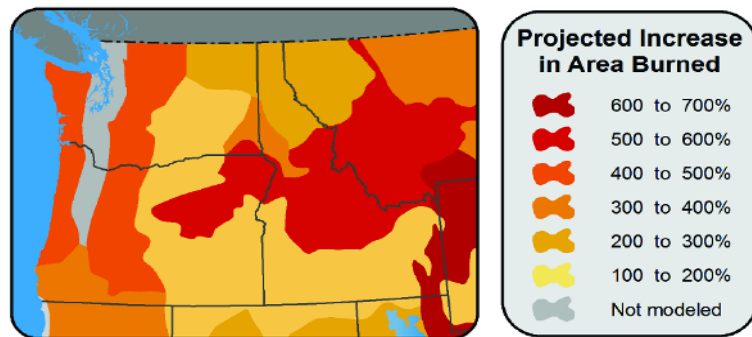 Projected Increase
in Area Burned
600 to 700%
500 to 600%
400 to 500%
300 to 400%
200 to 300%
100 to 200%
Not modeled